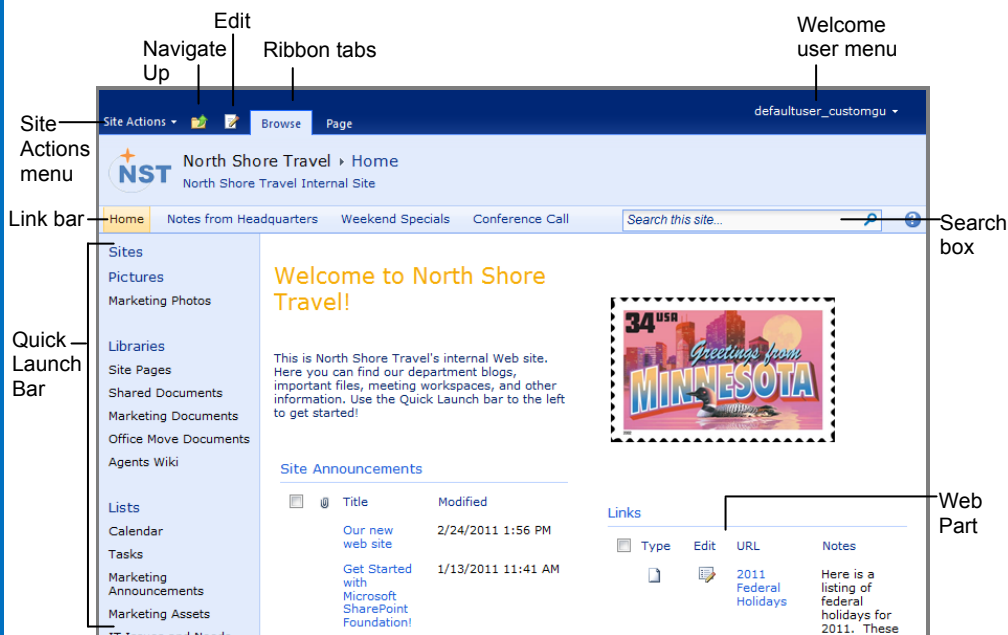 Edit
Welcome
user menu
Navigate
Up
Ribbon tabs
Site
Actions
menu
Site Actions
Browse
Page
defaultuser_customgu
NST
North Shore Travel ▸ Home
North Shore Travel Internal Site
Link bar
Home
Notes from Headquarters
Weekend Specials
Conference Call
Search this site...
?
Search
box
Quick
Launch
Bar
Sites
Pictures
Marketing Photos
Libraries
Site Pages
Shared Documents
Marketing Documents
Office Move Documents
Agents Wiki
Lists
Calendar
Tasks
Marketing
Announcements
Marketing Assets
IT Issues and Needs
Welcome to North Shore
Travel!
This is North Shore Travel's internal Web site.
Here you can find our department blogs,
important files, meeting workspaces, and other
information. Use the Quick Launch bar to the left
to get started!
34 USA
Greetings from
MINNESOTA
2002
Site Announcements
Title
Modified
Our new
web site
2/24/2011 1:56 PM
Get Started
with
Microsoft
SharePoint
Foundation!
1/13/2011 11:41 AM
Web
Part
Links
Type
Edit
URL
Notes
2011
Federal
Holidays
Here is a
listing of
federal
holidays for
2011. These